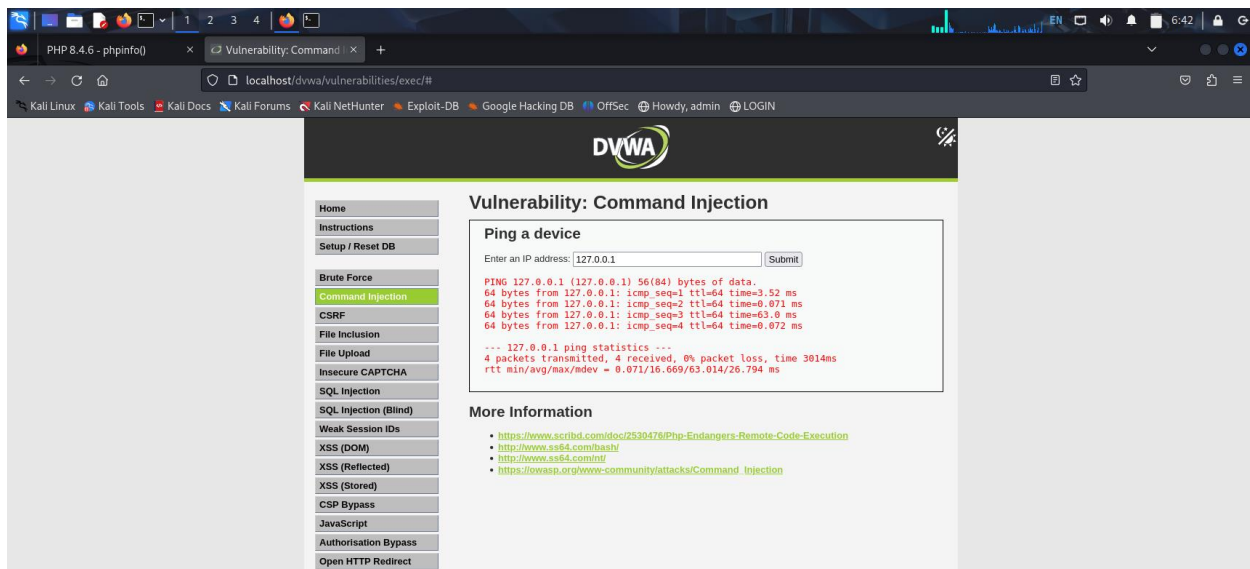 1 2 3 4 EN 6:42
PHP 8.4.6 - phpinfo() × Vulnerability: Command I × +
localhost/dvwa/vulnerabilities/exec/#
Kali Linux Kali Tools Kali Docs Kali Forums Kali NetHunter Exploit-DB Google Hacking DB OffSec Howdy, admin LOGIN
DVWA
Home
Instructions
Setup / Reset DB
Brute Force
Command Injection
CSRF
File Inclusion
File Upload
Insecure CAPTCHA
SQL Injection
SQL Injection (Blind)
Weak Session IDs
XSS (DOM)
XSS (Reflected)
XSS (Stored)
CSP Bypass
JavaScript
Authorisation Bypass
Open HTTP Redirect
Vulnerability: Command Injection
Ping a device
Enter an IP address: 127.0.0.1 Submit
PING 127.0.0.1 (127.0.0.1) 56(84) bytes of data.
64 bytes from 127.0.0.1: icmp_seq=1 ttl=64 time=3.52 ms
64 bytes from 127.0.0.1: icmp_seq=2 ttl=64 time=0.071 ms
64 bytes from 127.0.0.1: icmp_seq=3 ttl=64 time=63.0 ms
64 bytes from 127.0.0.1: icmp_seq=4 ttl=64 time=0.072 ms
--- 127.0.0.1 ping statistics ---
4 packets transmitted, 4 received, 0% packet loss, time 3014ms
rtt min/avg/max/mdev = 0.071/16.669/63.014/26.794 ms
More Information
https://www.scribd.com/doc/2530476/Php-Endangers-Remote-Code-Execution
http://www.ss64.com/bash/
http://www.ss64.com/nt/
https://owasp.org/www-community/attacks/Command_Injection